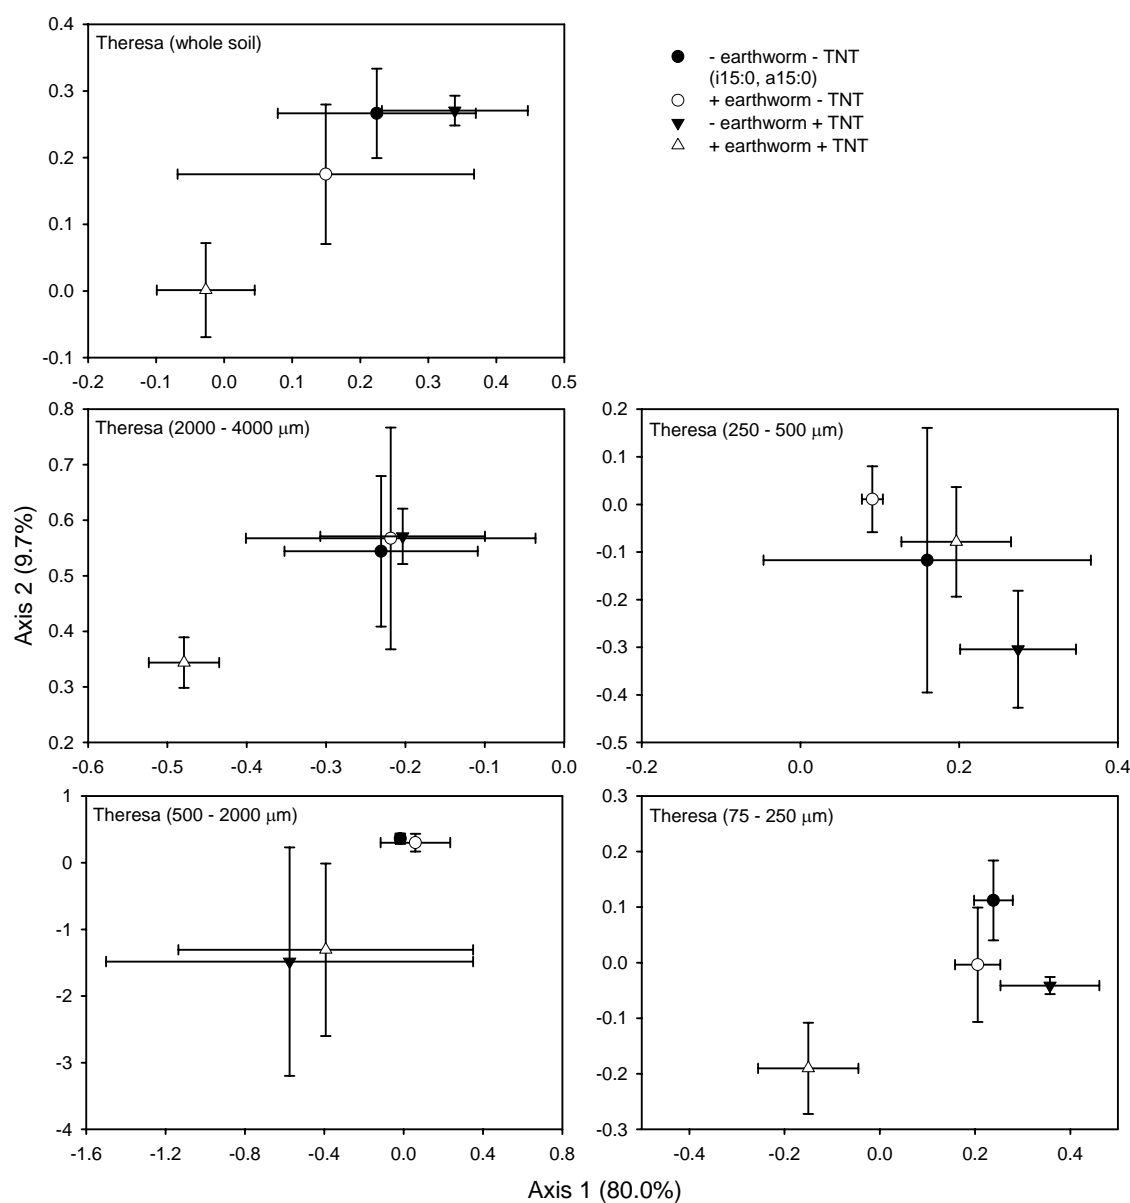 Theresa (whole soil)
0.4
0.3
0.2
0.1
0.0
-0.1
-0.2 -0.1 0.0 0.1 0.2 0.3 0.4 0.5
- earthworm - TNT
(i15:0, a15:0)
+ earthworm - TNT
- earthworm + TNT
+ earthworm + TNT
Theresa (2000 - 4000 μm)
0.8
0.7
0.6
0.5
0.4
0.3
0.2
-0.6 -0.5 -0.4 -0.3 -0.2 -0.1 0.0
Theresa (250 - 500 μm)
0.2
0.1
0.0
-0.1
-0.2
-0.3
-0.4
-0.5
-0.2 0.0 0.2 0.4
Axis 2 (9.7%)
Theresa (500 - 2000 μm)
1
0
-1
-2
-3
-4
-1.6 -1.2 -0.8 -0.4 0.0 0.4 0.8
Theresa (75 - 250 μm)
0.3
0.2
0.1
0.0
-0.1
-0.2
-0.3
-0.4 -0.2 0.0 0.2 0.4
Axis 1 (80.0%)